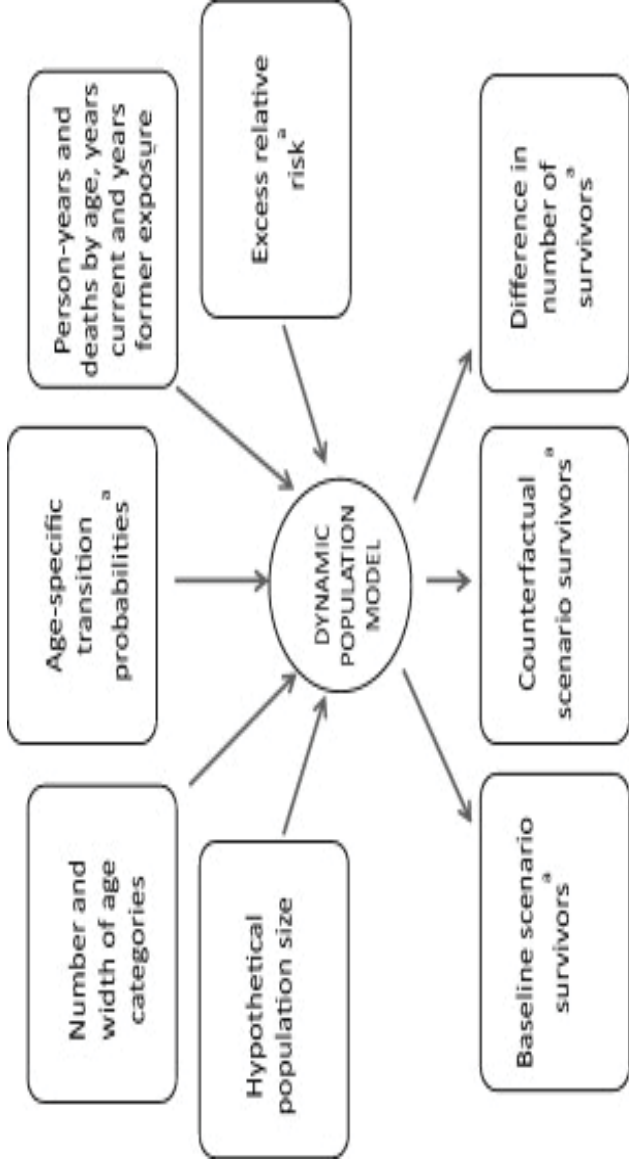 Number and
width of age
categories
Age-specific
transition
probabilities a
Person-years and
deaths by age, years
current and years
former exposure
Hypothetical
population size
Excess relative
risk a
DYNAMIC
POPULATION
MODEL
Baseline scenario
survivors a
Counterfactual
scenario survivors a
Difference in
number of
survivors a